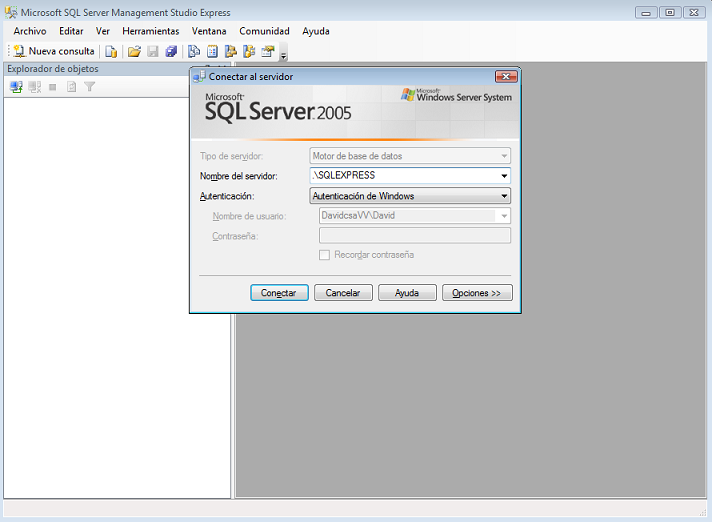 Microsoft SQL Server Management Studio Express
Archivo Editar Ver Herramientas Ventana Comunidad Ayuda
Nueva consulta
Explorador de objetos
Conectar al servidor
Microsoft
SQL Server 2005
Microsoft
Windows Server System
Tipo de servidor: Motor de base de datos
Nombre del servidor: .\SQLEXPRESS
Autenticación: Autenticación de Windows
Nombre de usuario: DavidcsaVV\David
Contraseña:
Recordar contraseña
Conectar Cancelar Ayuda Opciones >>